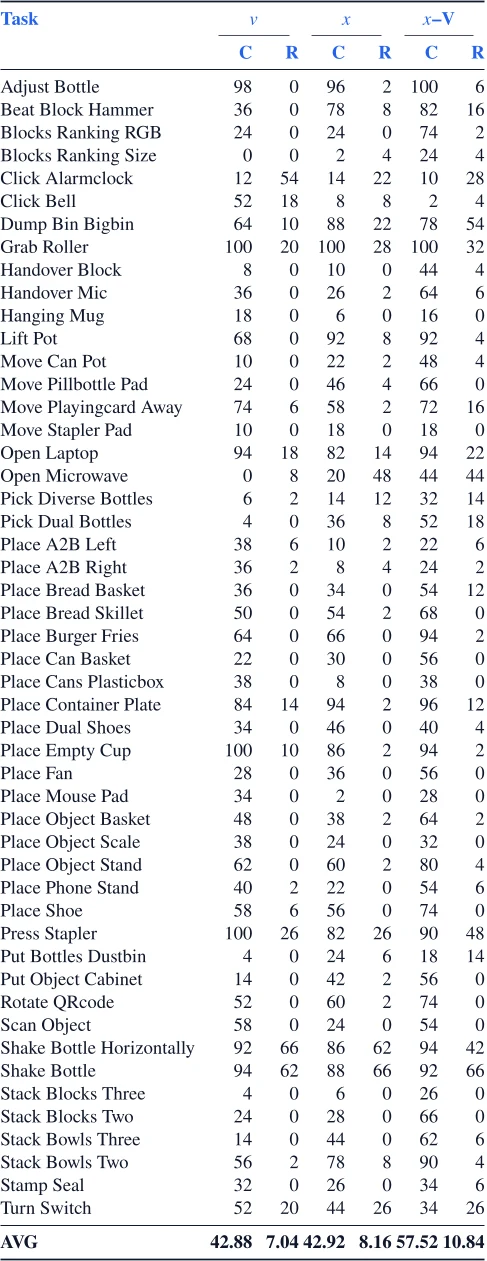 Task v x x–V
C R C R C R
Adjust Bottle 98 0 96 2 100 6
Beat Block Hammer 36 0 78 8 82 16
Blocks Ranking RGB 24 0 24 0 74 2
Blocks Ranking Size 0 0 2 4 24 4
Click Alarmclock 12 54 14 22 10 28
Click Bell 52 18 8 8 2 4
Dump Bin Bigbin 64 10 88 22 78 54
Grab Roller 100 20 100 28 100 32
Handover Block 8 0 10 0 44 4
Handover Mic 36 0 26 2 64 6
Hanging Mug 18 0 6 0 16 0
Lift Pot 68 0 92 8 92 4
Move Can Pot 10 0 22 2 48 4
Move Pillbottle Pad 24 0 46 4 66 0
Move Playingcard Away 74 6 58 2 72 16
Move Stapler Pad 10 0 18 0 18 0
Open Laptop 94 18 82 14 94 22
Open Microwave 0 8 20 48 44 44
Pick Diverse Bottles 6 2 14 12 32 14
Pick Dual Bottles 4 0 36 8 52 18
Place A2B Left 38 6 10 2 22 6
Place A2B Right 36 2 8 4 24 2
Place Bread Basket 36 0 34 0 54 12
Place Bread Skillet 50 0 54 2 68 0
Place Burger Fries 64 0 66 0 94 2
Place Can Basket 22 0 30 0 56 0
Place Cans Plasticbox 38 0 8 0 38 0
Place Container Plate 84 14 94 2 96 12
Place Dual Shoes 34 0 46 0 40 4
Place Empty Cup 100 10 86 2 94 2
Place Fan 28 0 36 0 56 0
Place Mouse Pad 34 0 2 0 28 0
Place Object Basket 48 0 38 2 64 2
Place Object Scale 38 0 24 0 32 0
Place Object Stand 62 0 60 2 80 4
Place Phone Stand 40 2 22 0 54 6
Place Shoe 58 6 56 0 74 0
Press Stapler 100 26 82 26 90 48
Put Bottles Dustbin 4 0 24 6 18 14
Put Object Cabinet 14 0 42 2 56 0
Rotate QRcode 52 0 60 2 74 0
Scan Object 58 0 24 0 54 0
Shake Bottle Horizontally 92 66 86 62 94 42
Shake Bottle 94 62 88 66 92 66
Stack Blocks Three 4 0 6 0 26 0
Stack Blocks Two 24 0 28 0 66 0
Stack Bowls Three 14 0 44 0 62 6
Stack Bowls Two 56 2 78 8 90 4
Stamp Seal 32 0 26 0 34 6
Turn Switch 52 20 44 26 34 26
AVG 42.88 7.04 42.92 8.16 57.52 10.84